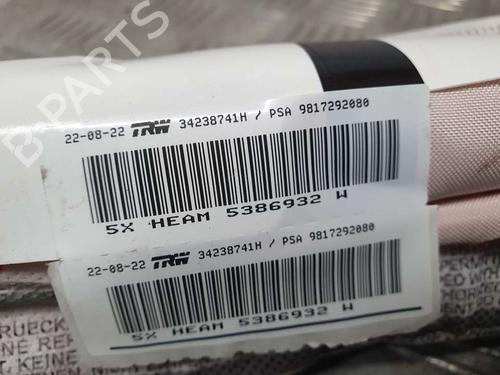 22-08-22 TRW 34238741H / PSA 9817292080
5X HEAM 5386932 W
22-08-22 TRW 34238741H / PSA 9817292080
5X HEAM 5386932 W
KEINE
B-Parts